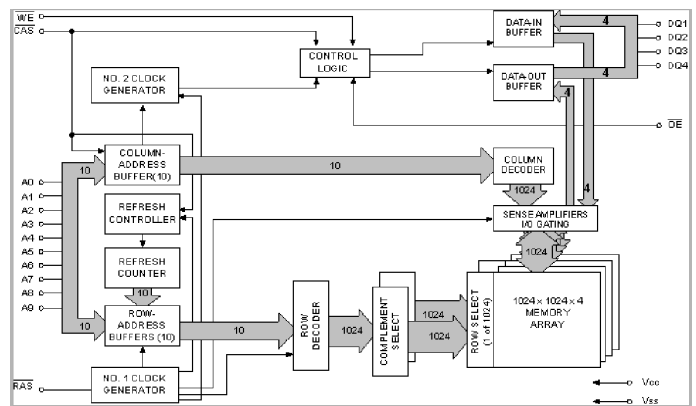 WE
CAS
NO. 2 CLOCK
GENERATOR
CONTROL
LOGIC
DATA-IN
BUFFER
4
DATA-OUT
BUFFER
4
4
DQ1
DQ2
DQ3
DQ4
OE
COLUMN-
ADDRESS
BUFFER(10)
10
10
COLUMN
DECODER
1024
4
A0
A1
A2
A3
A4
A5
A6
A7
A8
A9
REFRESH
CONTROLLER
SENSE AMPLIFIERS
I/O GATING
1024
REFRESH
COUNTER
10
ROW-
ADDRESS
BUFFERS (10)
10
10
ROW
DECODER
1024
COMPLEMENT
SELECT
1024
1024
ROW SELECT
(1 of 1024)
1024 x 1024 x 4
MEMORY
ARRAY
RAS
NO. 1 CLOCK
GENERATOR
Vcc
Vss